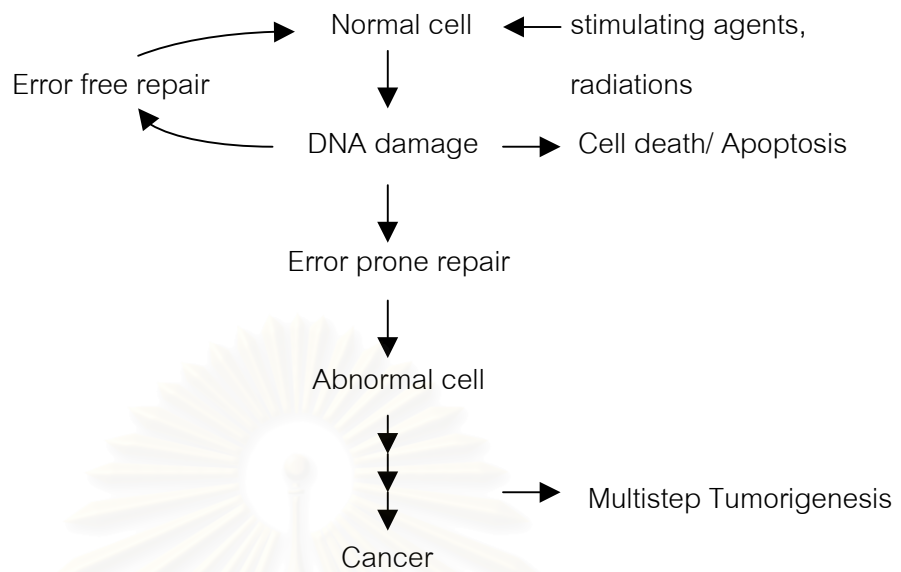 Normal cell
stimulating agents,
radiations
Error free repair
DNA damage
Cell death/ Apoptosis
Error prone repair
Abnormal cell
Multistep Tumorigenesis
Cancer